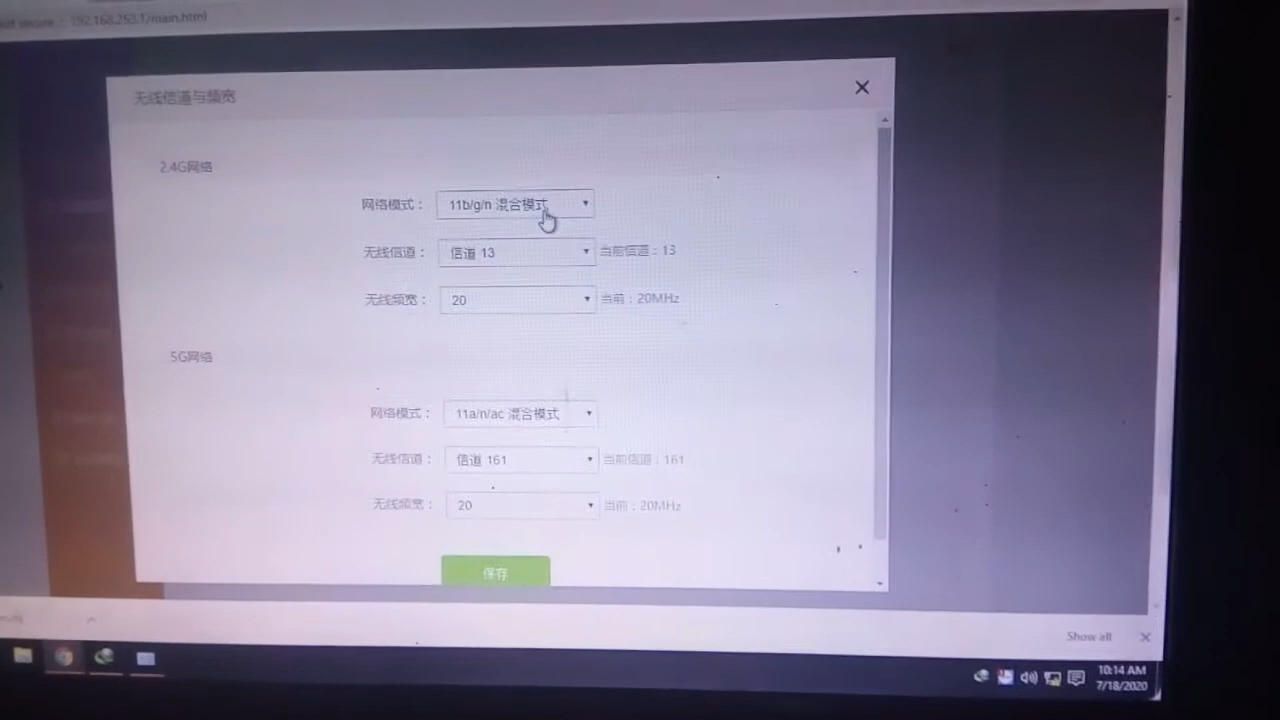 192.168.253.1/main.html
无线信道与频宽
2.4G网络
网络模式： 11b/g/n 混合模式
无线信道： 信道 13 当前信道：13
无线频宽： 20 当前：20MHz
5G网络
网络模式： 11a/n/ac 混合模式
无线信道： 信道 161 当前信道：161
无线频宽： 20 当前：20MHz
保存
Show all
10:14 AM
7/18/2020